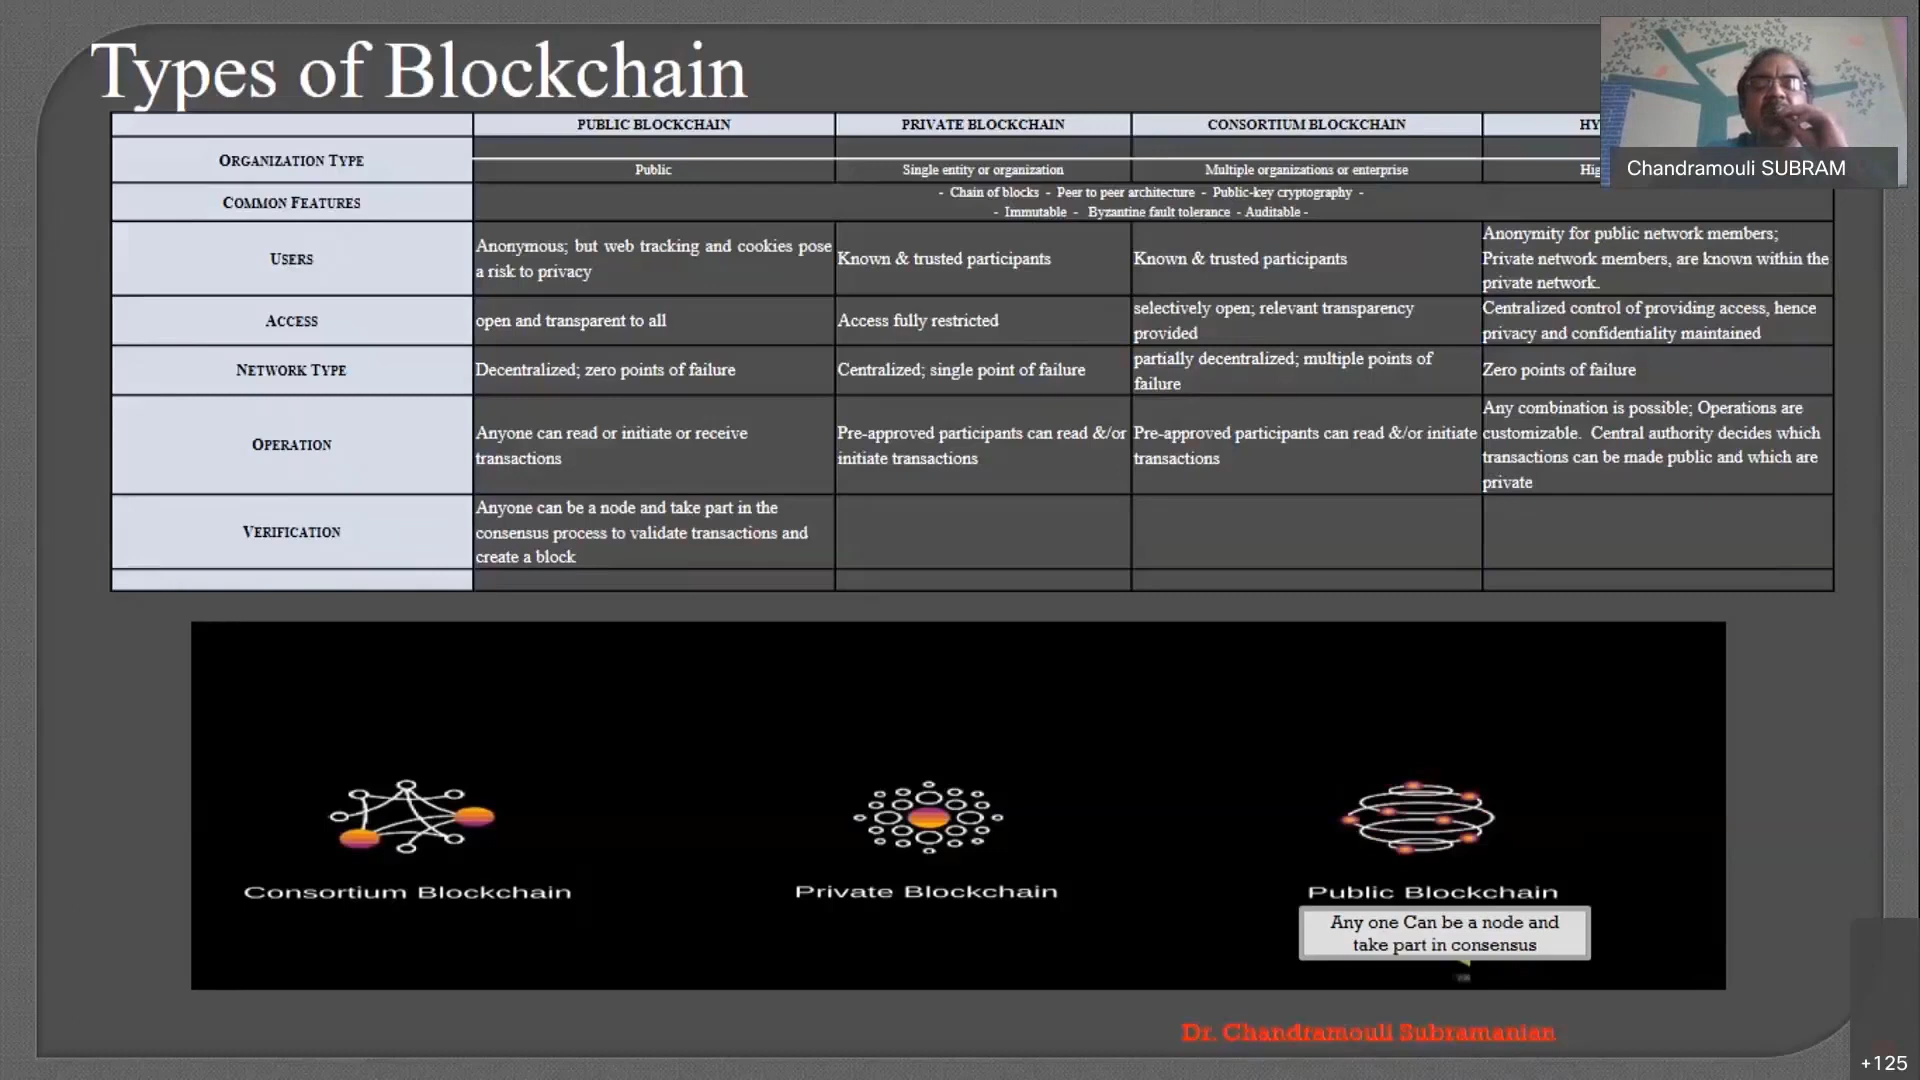 Types of Blockchain
PUBLIC BLOCKCHAIN
PRIVATE BLOCKCHAIN
CONSORTIUM BLOCKCHAIN
ORGANIZATION TYPE
Public
Single entity or organization
Multiple organizations or enterprise
COMMON FEATURES
- Chain of blocks - Peer to peer architecture - Public-key cryptography -
- Immutable - Byzantine fault tolerance - Auditable -
USERS
Anonymous; but web tracking and cookies pose
a risk to privacy
Known & trusted participants
Known & trusted participants
Anonymity for public network members;
Private network members, are known within the
private network.
ACCESS
open and transparent to all
Access fully restricted
selectively open; relevant transparency
provided
Centralized control of providing access, hence
privacy and confidentiality maintained
NETWORK TYPE
Decentralized; zero points of failure
Centralized; single point of failure
partially decentralized; multiple points of
failure
Zero points of failure
OPERATION
Anyone can read or initiate or receive
transactions
Pre-approved participants can read &/or
initiate transactions
Pre-approved participants can read &/or initiate
transactions
Any combination is possible; Operations are
customizable. Central authority decides which
transactions can be made public and which are
private
VERIFICATION
Anyone can be a node and take part in the
consensus process to validate transactions and
create a block
Chandramouli SUBRAM
Consortium Blockchain
Private Blockchain
Public Blockchain
Any one Can be a node and
take part in consensus
Dr. Chandramouli Subramanian
+125